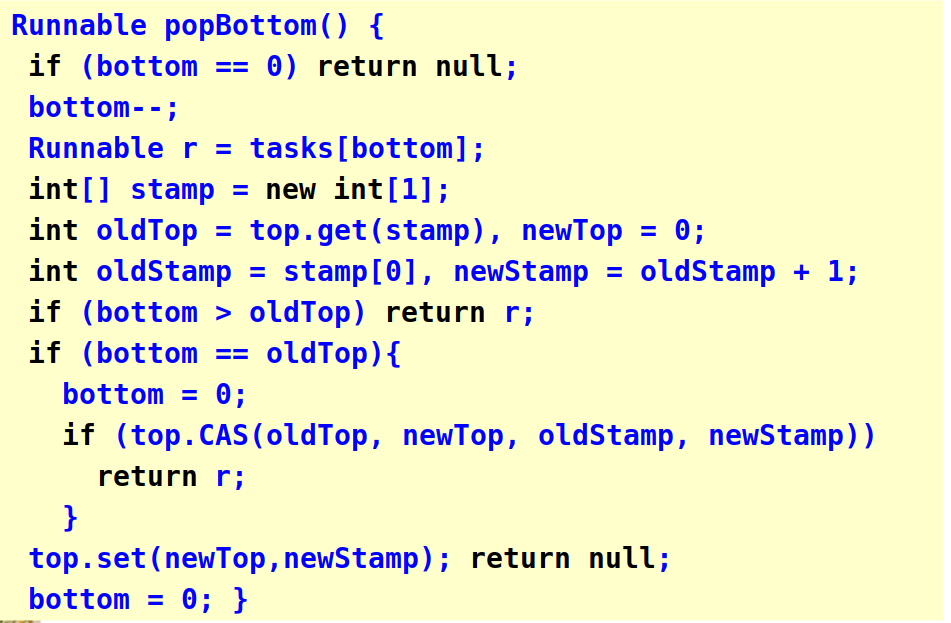 Runnable popBottom() {
if (bottom == 0) return null;
bottom--;
Runnable r = tasks[bottom];
int[] stamp = new int[1];
int oldTop = top.get(stamp), newTop = 0;
int oldStamp = stamp[0], newStamp = oldStamp + 1;
if (bottom > oldTop) return r;
if (bottom == oldTop){
bottom = 0;
if (top.CAS(oldTop, newTop, oldStamp, newStamp))
return r;
}
top.set(newTop,newStamp); return null;
bottom = 0; }